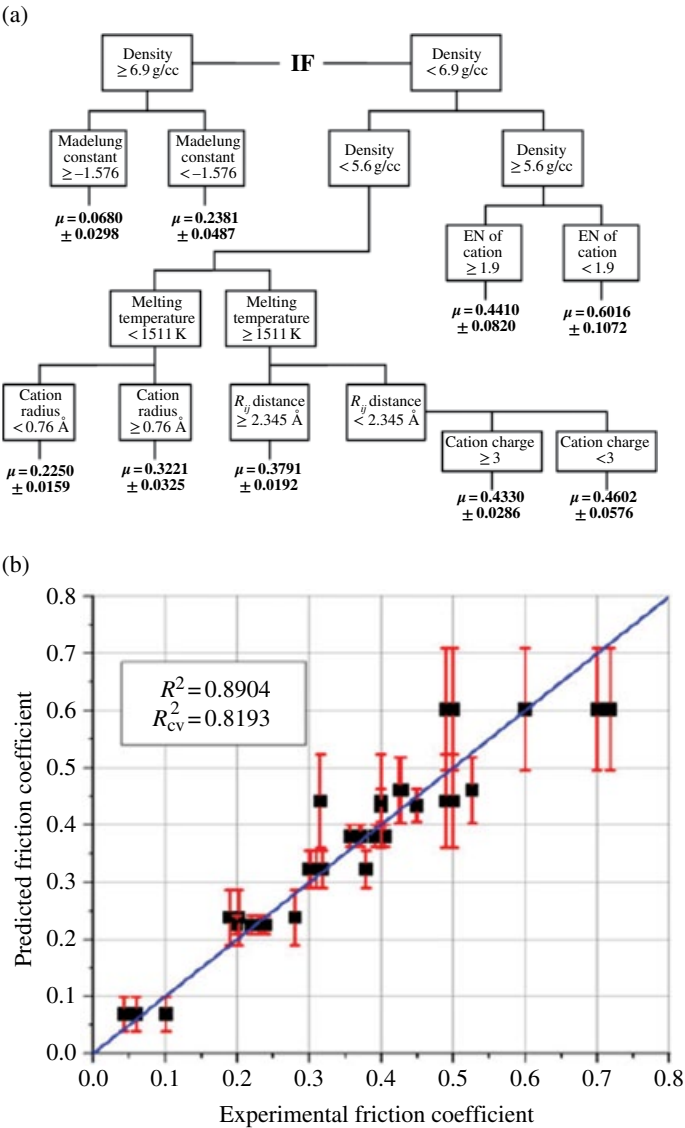 (a)
Density
≥ 6.9 g/cc
IF
Density
< 6.9 g/cc
Madelung
constant
≥ –1.576
Madelung
constant
< –1.576
Density
< 5.6 g/cc
Density
≥ 5.6 g/cc
μ = 0.0680
± 0.0298
μ = 0.2381
± 0.0487
EN of
cation
≥ 1.9
EN of
cation
< 1.9
μ = 0.4410
± 0.0820
μ = 0.6016
± 0.1072
Melting
temperature
< 1511 K
Melting
temperature
≥ 1511 K
Cation
radius
< 0.76 Å
Cation
radius
≥ 0.76 Å
Rij distance
≥ 2.345 Å
Rij distance
< 2.345 Å
Cation charge
≥ 3
Cation charge
<3
μ = 0.2250
± 0.0159
μ = 0.3221
± 0.0325
μ = 0.3791
± 0.0192
μ = 0.4330
± 0.0286
μ = 0.4602
± 0.0576
(b)
Predicted friction coefficient
0.8
0.7
0.6
0.5
0.4
0.3
0.2
0.1
0.0
R² = 0.8904
R²cv = 0.8193
0.0 0.1 0.2 0.3 0.4 0.5 0.6 0.7 0.8
Experimental friction coefficient